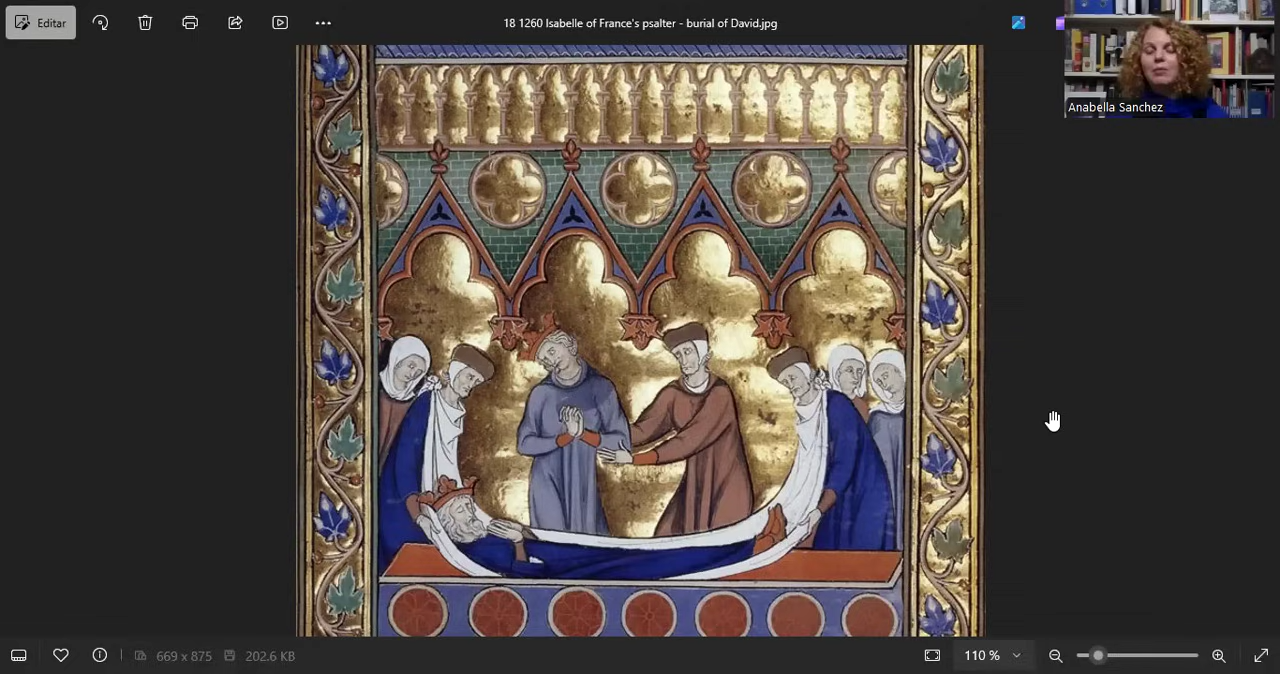 Editar
18 1260 Isabelle of France's psalter - burial of David.jpg
Anabella Sanchez
669 x 875
202.6 KB
110 %